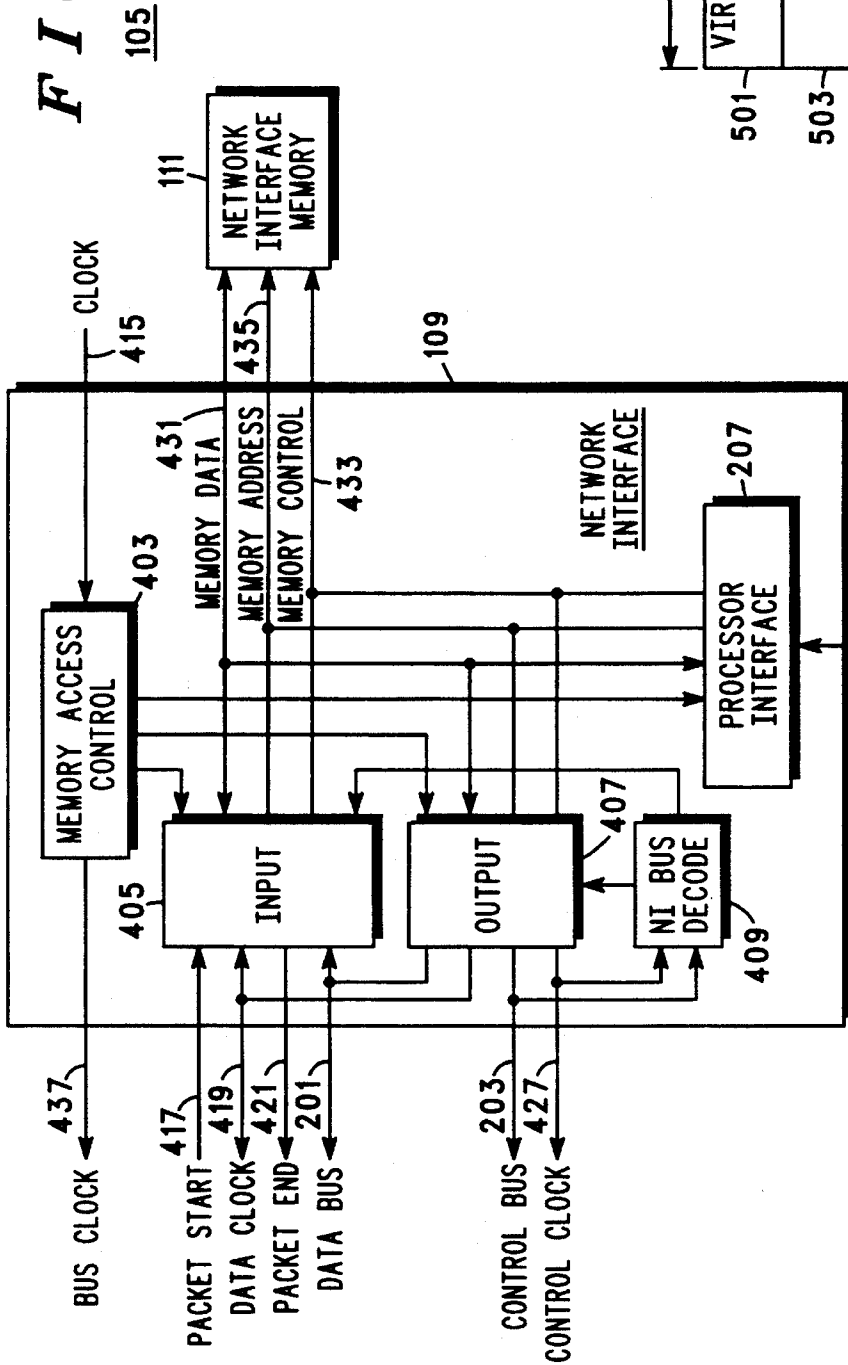 F I
105
111
NETWORK
INTERFACE
MEMORY
CLOCK
415
437
BUS CLOCK
MEMORY ACCESS
CONTROL
403
431
MEMORY DATA
435
MEMORY ADDRESS
MEMORY CONTROL
433
109
405
INPUT
417
PACKET START
419
DATA CLOCK
421
PACKET END
201
DATA BUS
OUTPUT
407
203
CONTROL BUS
427
CONTROL CLOCK
NI BUS
DECODE
409
NETWORK
INTERFACE
207
PROCESSOR
INTERFACE
501
VIR
503